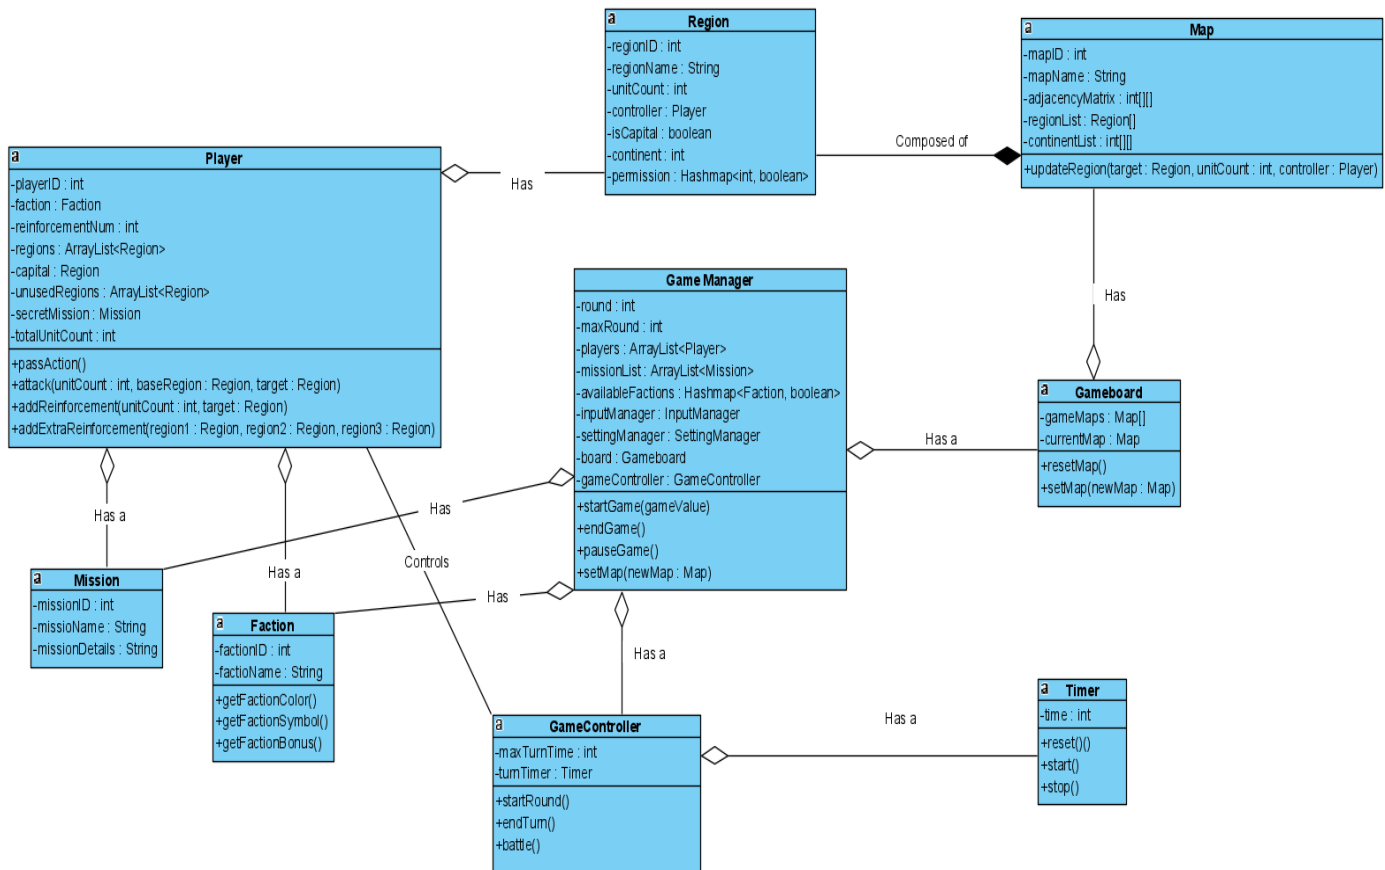 a Region
-regionID : int
-regionName : String
-unitCount : int
-controller : Player
-isCapital : boolean
-continent : int
-permission : Hashmap<int, boolean>
a Map
-mapID : int
-mapName : String
-adjacencyMatrix : int[][]
-regionList : Region[]
-continentList : int[][]
+updateRegion(target : Region, unitCount : int, controller : Player)
Composed of
a Player
-playerID : int
-faction : Faction
-reinforcementNum : int
-regions : ArrayList<Region>
-capital : Region
-unusedRegions : ArrayList<Region>
-secretMission : Mission
-totalUnitCount : int
+passAction()
+attack(unitCount : int, baseRegion : Region, target : Region)
+addReinforcement(unitCount : int, target : Region)
+addExtraReinforcement(region1 : Region, region2 : Region, region3 : Region)
Has
Game Manager
-round : int
-maxRound : int
-players : ArrayList<Player>
-missionList : ArrayList<Mission>
-availableFactions : Hashmap<Faction, boolean>
-inputManager : InputManager
-settingManager : SettingManager
-board : Gameboard
-gameController : GameController
+startGame(gameValue)
+endGame()
+pauseGame()
+setMap(newMap : Map)
Has
a Gameboard
-gameMaps : Map[]
-currentMap : Map
+resetMap()
+setMap(newMap : Map)
Has a
Has a
Has
Controls
Has a
Has
Has a
a Mission
-missionID : int
-missioName : String
-missionDetails : String
a Faction
-factionID : int
-factioName : String
+getFactionColor()
+getFactionSymbol()
+getFactionBonus()
a GameController
-maxTurnTime : int
-turnTimer : Timer
+startRound()
+endTurn()
+battle()
Has a
a Timer
-time : int
+reset()()
+start()
+stop()